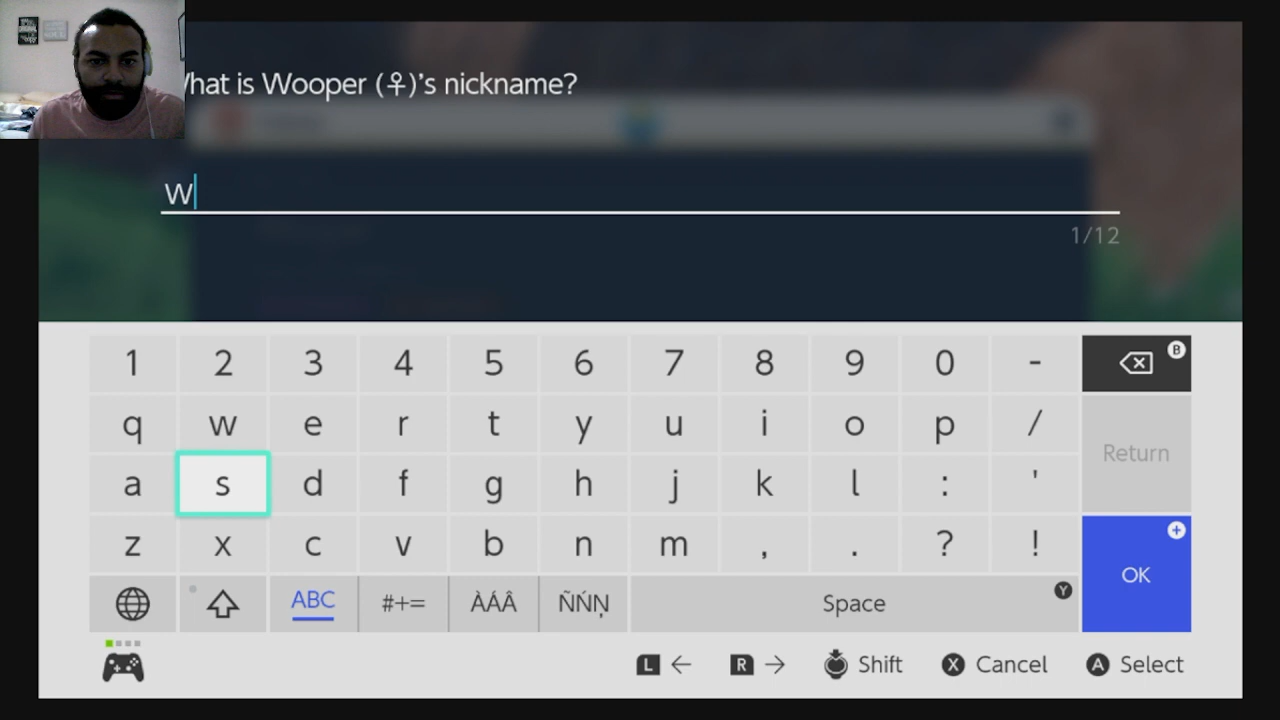 What is Wooper (♀)'s nickname?
W
1/12
1 2 3 4 5 6 7 8 9 0 - B
q w e r t y u i o p / Return
a s d f g h j k l : '
z x c v b n m , . ? ! +
OK
ABC #+= ÀÁÂ ÑŃŅ Space Y
L ← R → Shift X Cancel A Select